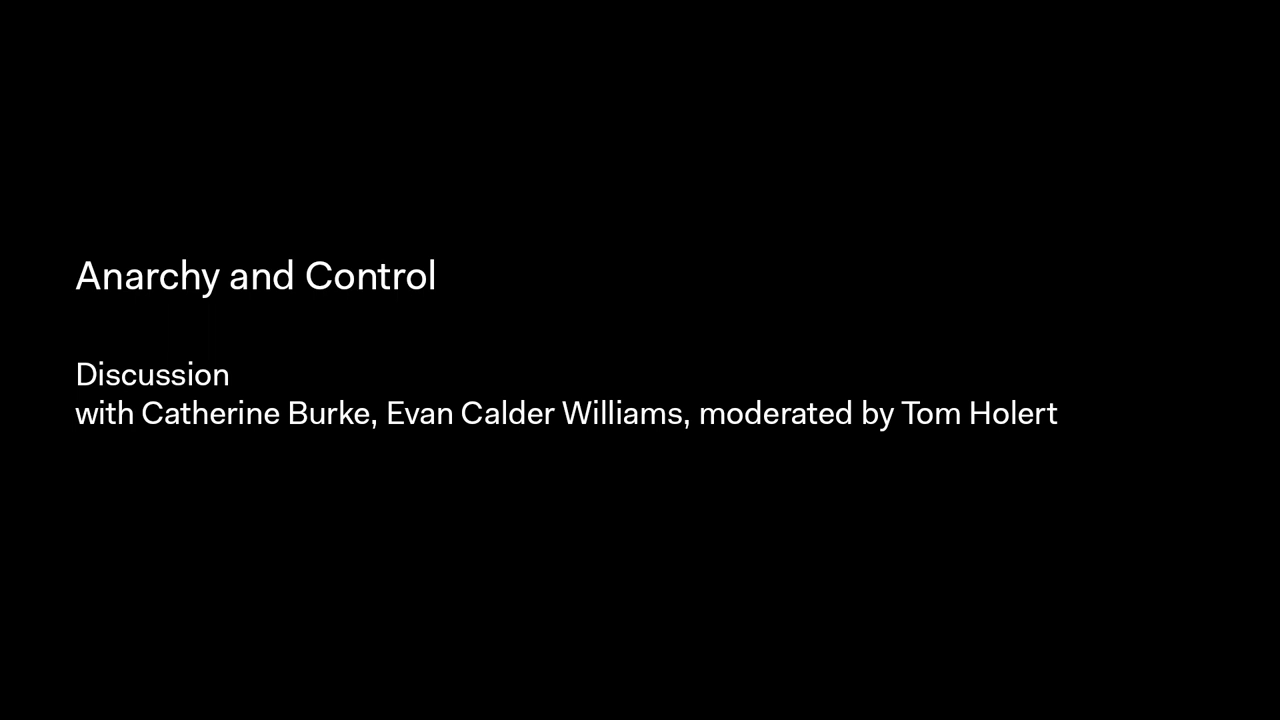 Anarchy and Control
Discussion
with Catherine Burke, Evan Calder Williams, moderated by Tom Holert